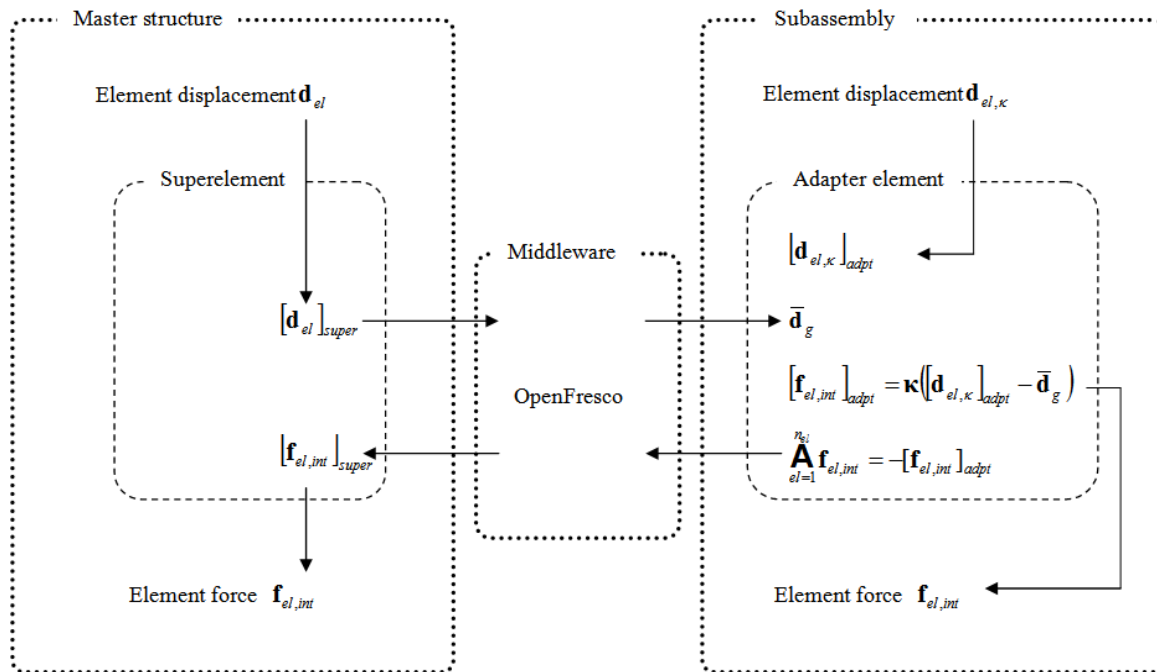 Master structure
Element displacement d_el
Superelement
[d_el]_super
[f_el,int]_super
Element force f_el,int
Middleware
OpenFresco
Subassembly
Element displacement d_el,κ
Adapter element
[d_el,κ]_adpt
d̄_g
[f_el,int]_adpt = κ([d_el,κ]_adpt − d̄_g)
n_el A el=1 f_el,int = −[f_el,int]_adpt
Element force f_el,int